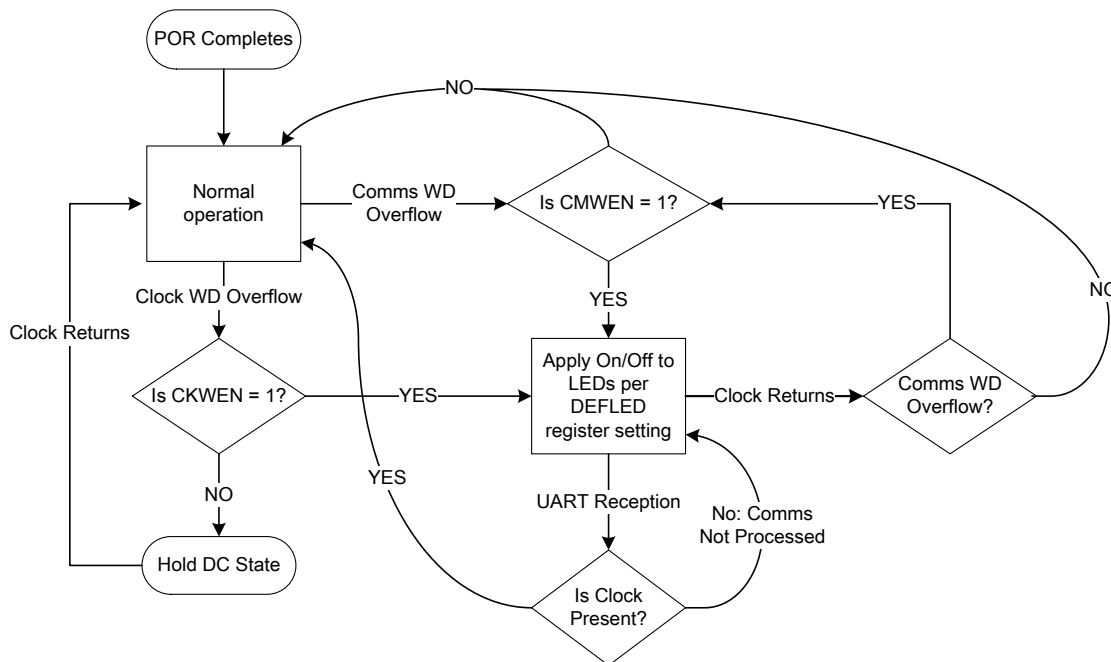 POR Completes
NO
Normal
operation
Comms WD
Overflow
Is CMWEN = 1?
YES
Clock WD Overflow
YES
NO
Clock Returns
Is CKWEN = 1?
YES
Apply On/Off to
LEDs per
DEFLED
register setting
Clock Returns
Comms WD
Overflow?
YES
NO
UART Reception
No: Comms
Not Processed
Hold DC State
Is Clock
Present?